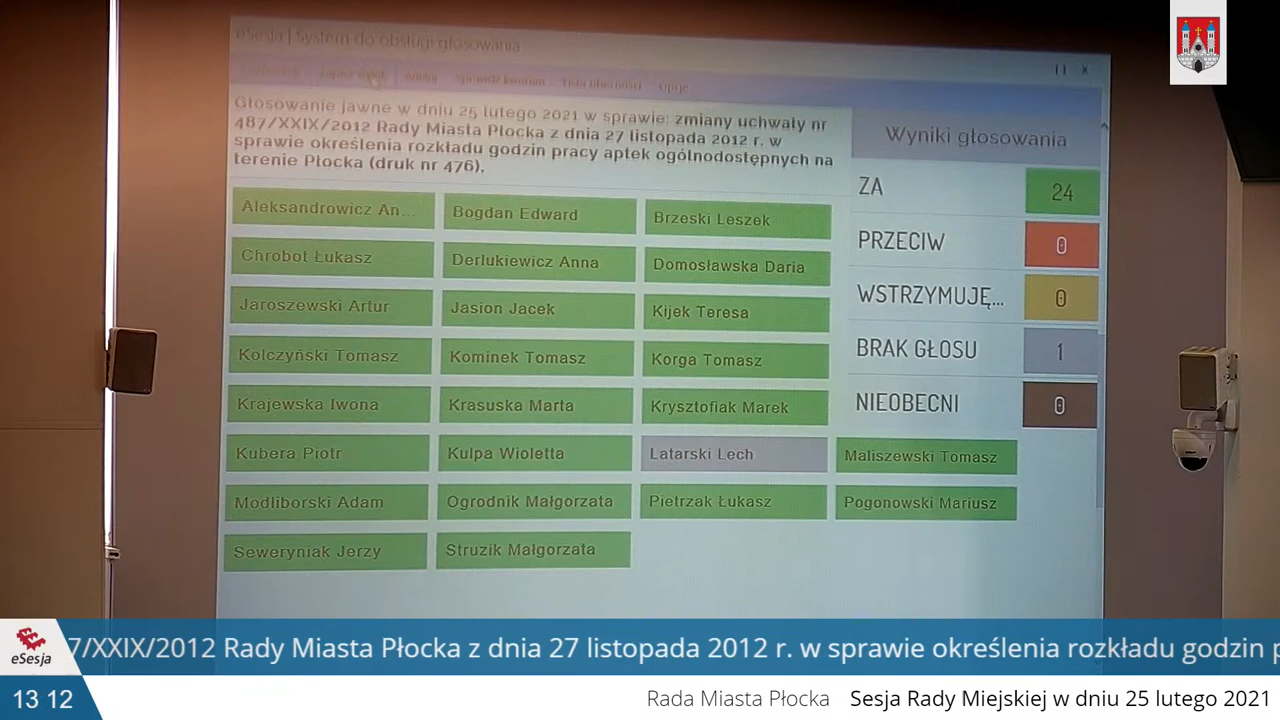 eSesja | System do obsługi głosowania
Głosowanie jawne w dniu 25 lutego 2021 w sprawie: zmiany uchwały nr
487/XXIX/2012 Rady Miasta Płocka z dnia 27 listopada 2012 r. w
sprawie określenia rozkładu godzin pracy aptek ogólnodostępnych na
terenie Płocka (druk nr 476),
Wyniki głosowania
ZA 24
PRZECIW 0
WSTRZYMUJĘ... 0
BRAK GŁOSU 1
NIEOBECNI 0
Aleksandrowicz An... Bogdan Edward Brzeski Leszek
Chrobot Łukasz Derlukiewicz Anna Domosławska Daria
Jaroszewski Artur Jasion Jacek Kijek Teresa
Kolczyński Tomasz Kominek Tomasz Korga Tomasz
Krajewska Iwona Krasuska Marta Krysztofiak Marek
Kubera Piotr Kulpa Wioletta Latarski Lech Maliszewski Tomasz
Modliborski Adam Ogrodnik Małgorzata Pietrzak Łukasz Pogonowski Mariusz
Seweryniak Jerzy Struzik Małgorzata
7/XXIX/2012 Rady Miasta Płocka z dnia 27 listopada 2012 r. w sprawie określenia rozkładu godzin p
eSesja
13 12
Rada Miasta Płocka Sesja Rady Miejskiej w dniu 25 lutego 2021